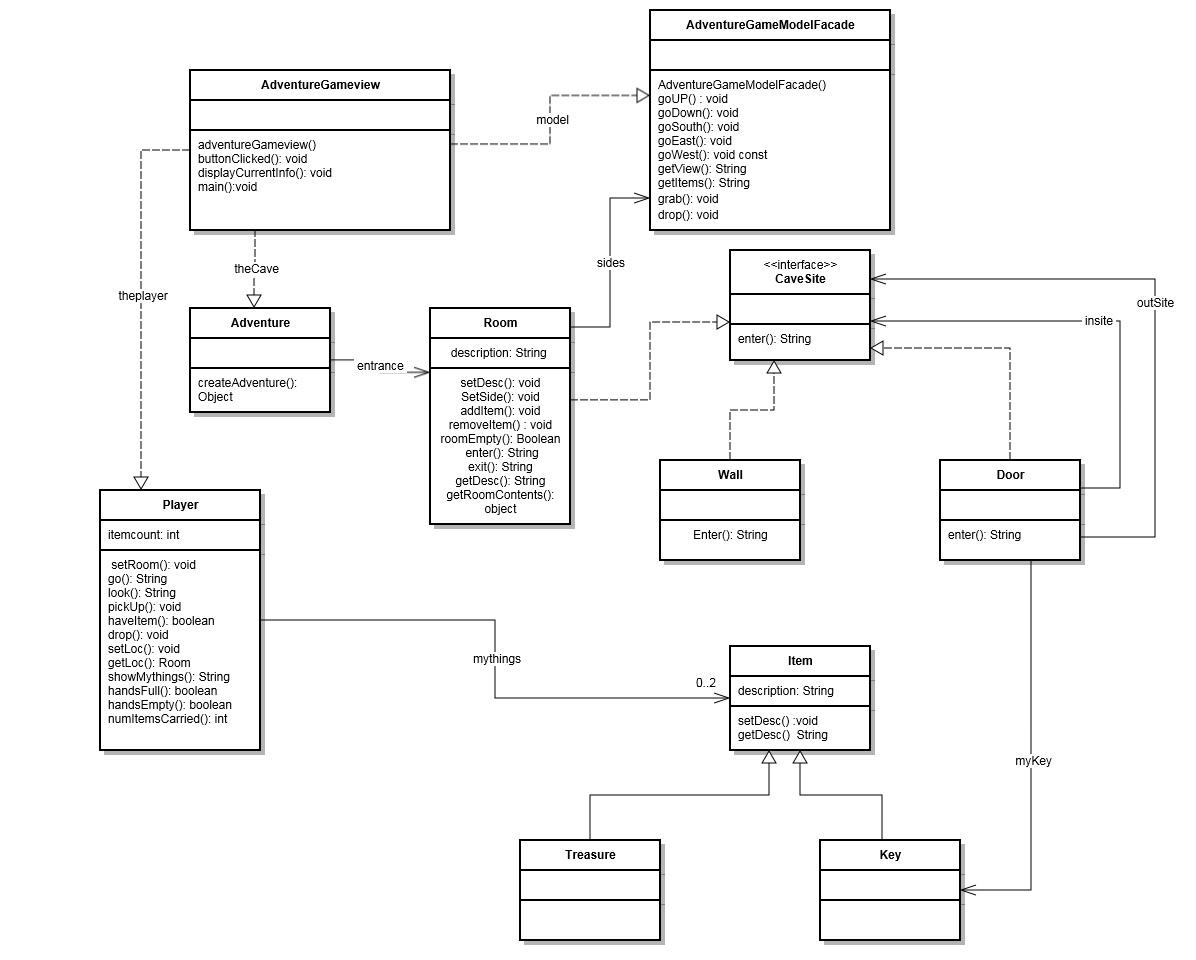 AdventureGameModelFacade
AdventureGameModelFacade()
goUP() : void
goDown(): void
goSouth(): void
goEast(): void
goWest(): void const
getView(): String
getItems(): String
grab(): void
drop(): void
AdventureGameview
adventureGameview()
buttonClicked(): void
displayCurrentInfo(): void
main():void
model
theCave
theplayer
sides
<<interface>>
CaveSite
enter(): String
outSite
insite
Adventure
createAdventure():
Object
entrance
Room
description: String
setDesc(): void
SetSide(): void
addItem(): void
removeItem() : void
roomEmpty(): Boolean
enter(): String
exit(): String
getDesc(): String
getRoomContents():
object
Wall
Enter(): String
Door
enter(): String
Player
itemcount: int
setRoom(): void
go(): String
look(): String
pickUp(): void
haveItem(): boolean
drop(): void
setLoc(): void
getLoc(): Room
showMythings(): String
handsFull(): boolean
handsEmpty(): boolean
numItemsCarried(): int
mythings
0..2
Item
description: String
setDesc() :void
getDesc() String
myKey
Treasure
Key